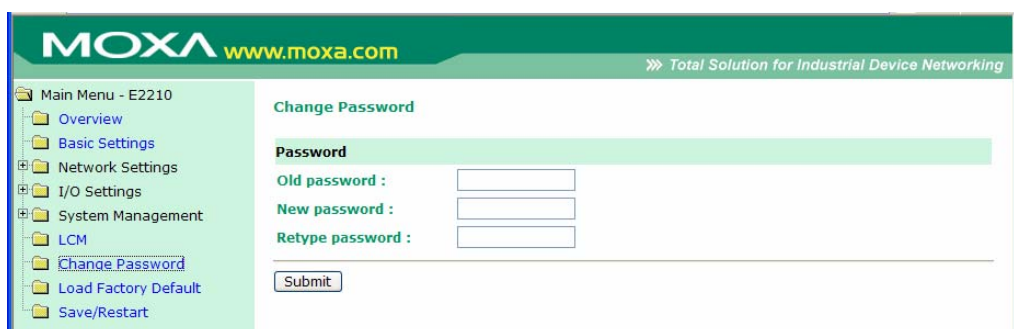 MOXA www.moxa.com
Total Solution for Industrial Device Networking
Main Menu - E2210
Overview
Basic Settings
Network Settings
I/O Settings
System Management
LCM
Change Password
Load Factory Default
Save/Restart
Change Password
Password
Old password :
New password :
Retype password :
Submit